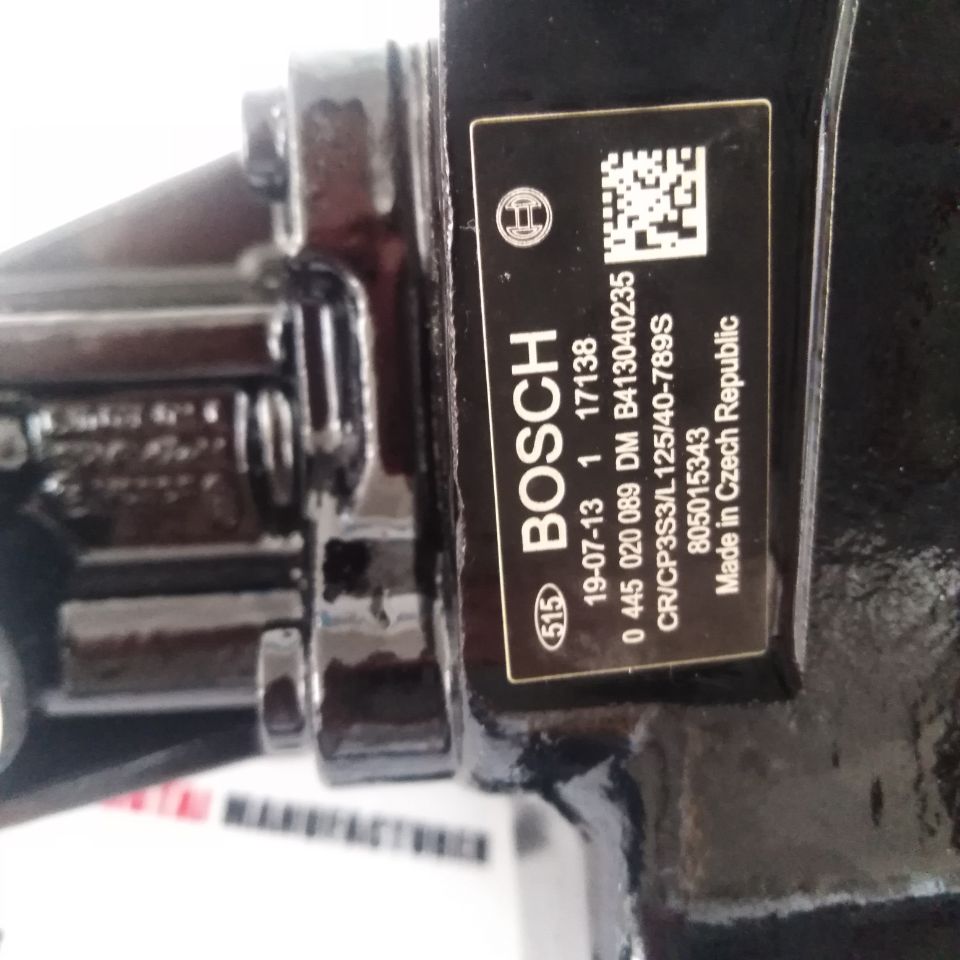 BOSCH
515 19-07-13 1 17138
0 445 020 089 DM B413040235
CR/CP3S3/L125/40-789S
805015343
Made in Czech Republic
MANUFACTURER